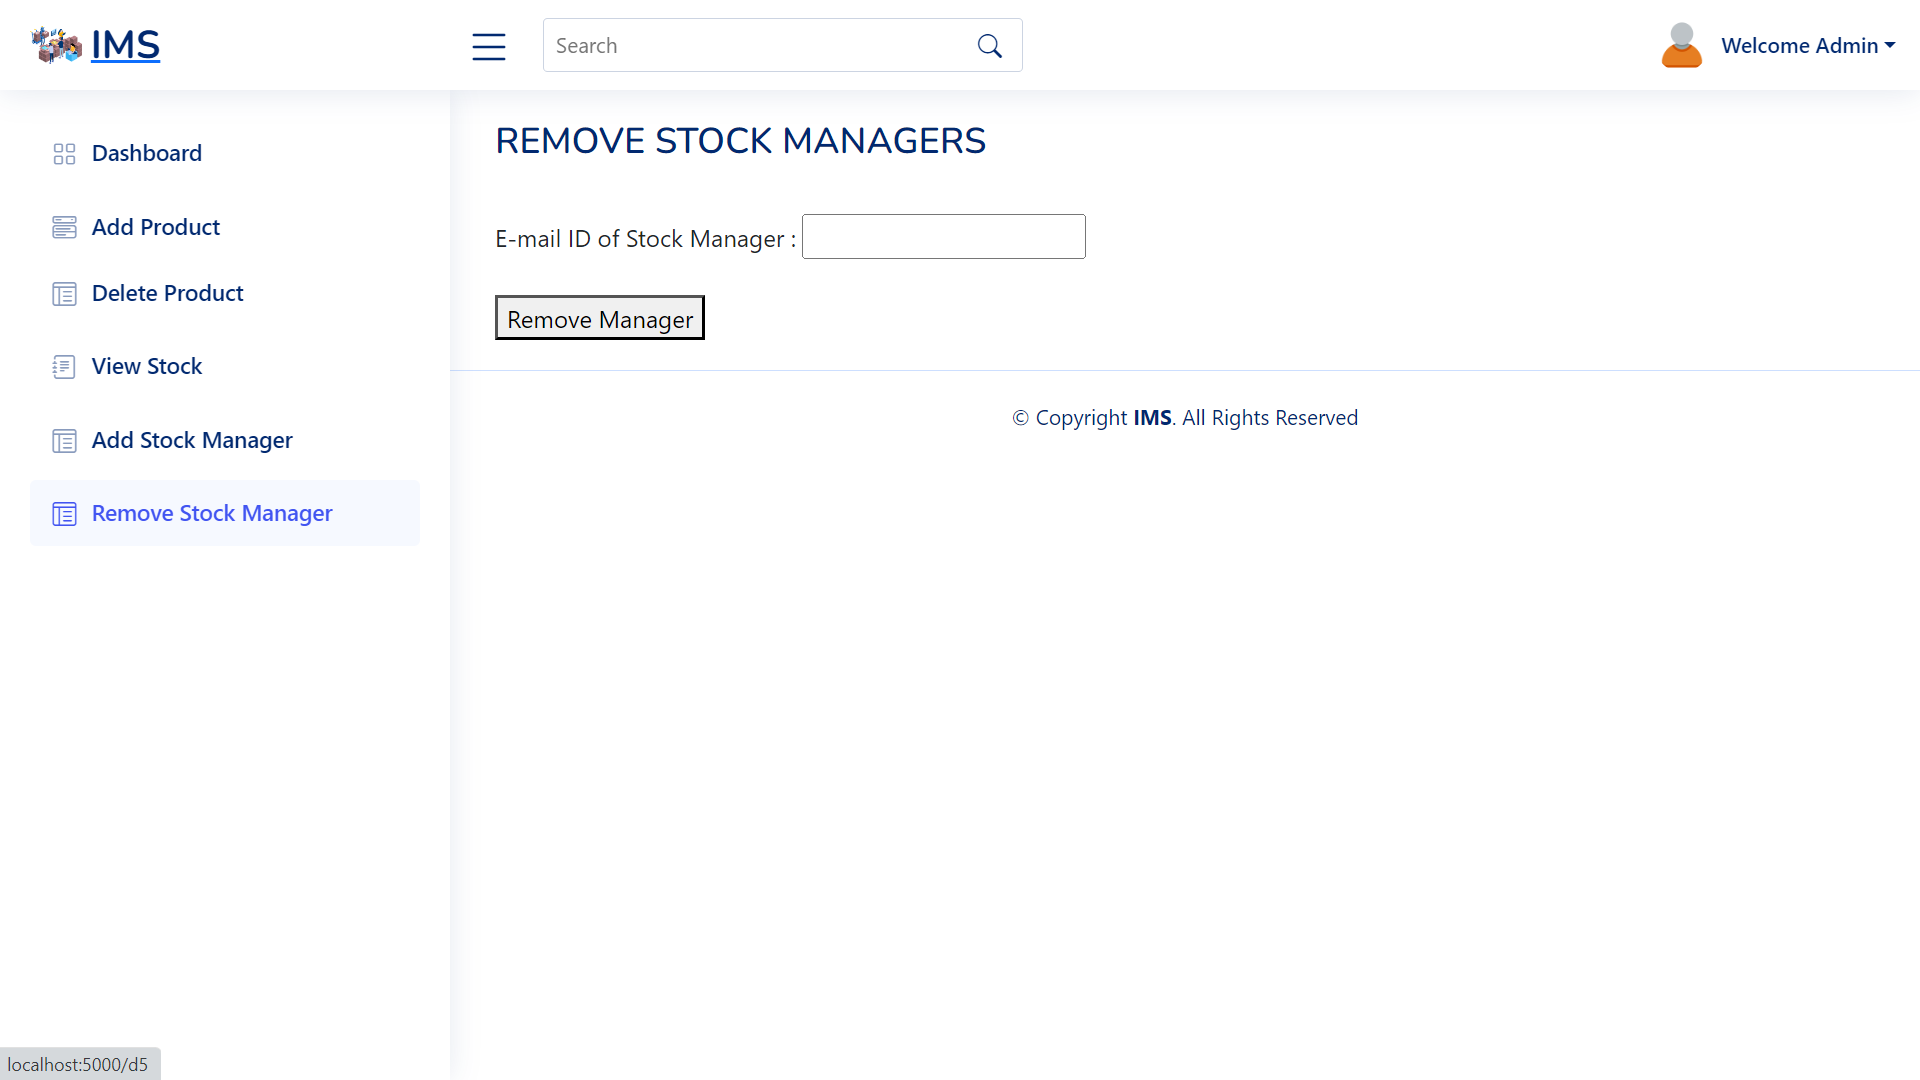 IMS
Search
Welcome Admin
Dashboard
Add Product
Delete Product
View Stock
Add Stock Manager
Remove Stock Manager
REMOVE STOCK MANAGERS
E-mail ID of Stock Manager :
Remove Manager
© Copyright IMS. All Rights Reserved
localhost:5000/d5